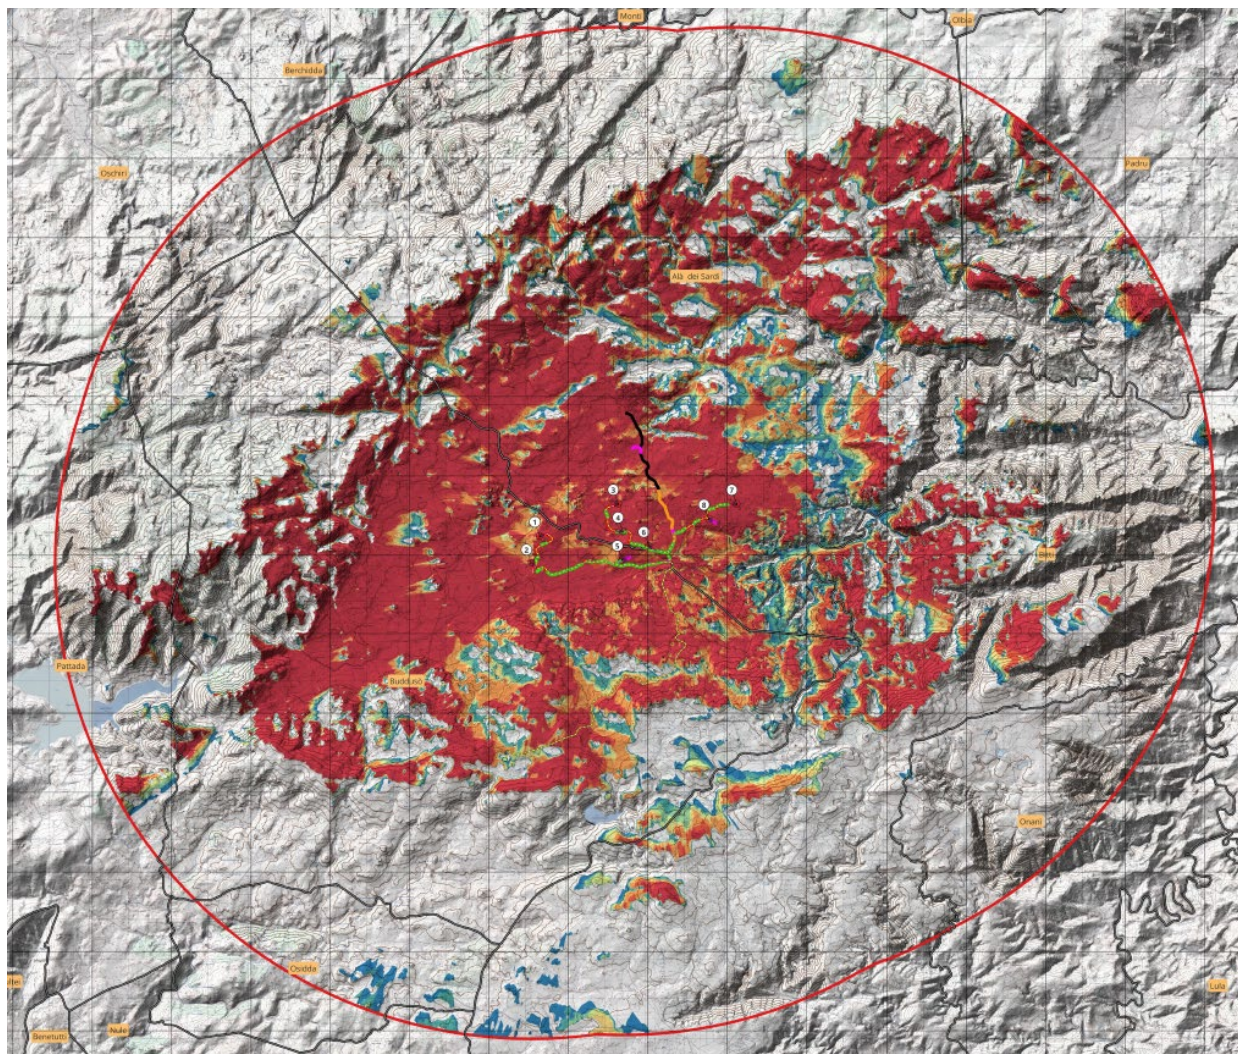 Monti
Olbia
Berchidda
Oschiri
Padru
Alà dei Sardi
7
3
8
4
1
6
5
2
Pattada
Buddusò
Onanì
Osidda
Lula
Nule
Benetutti